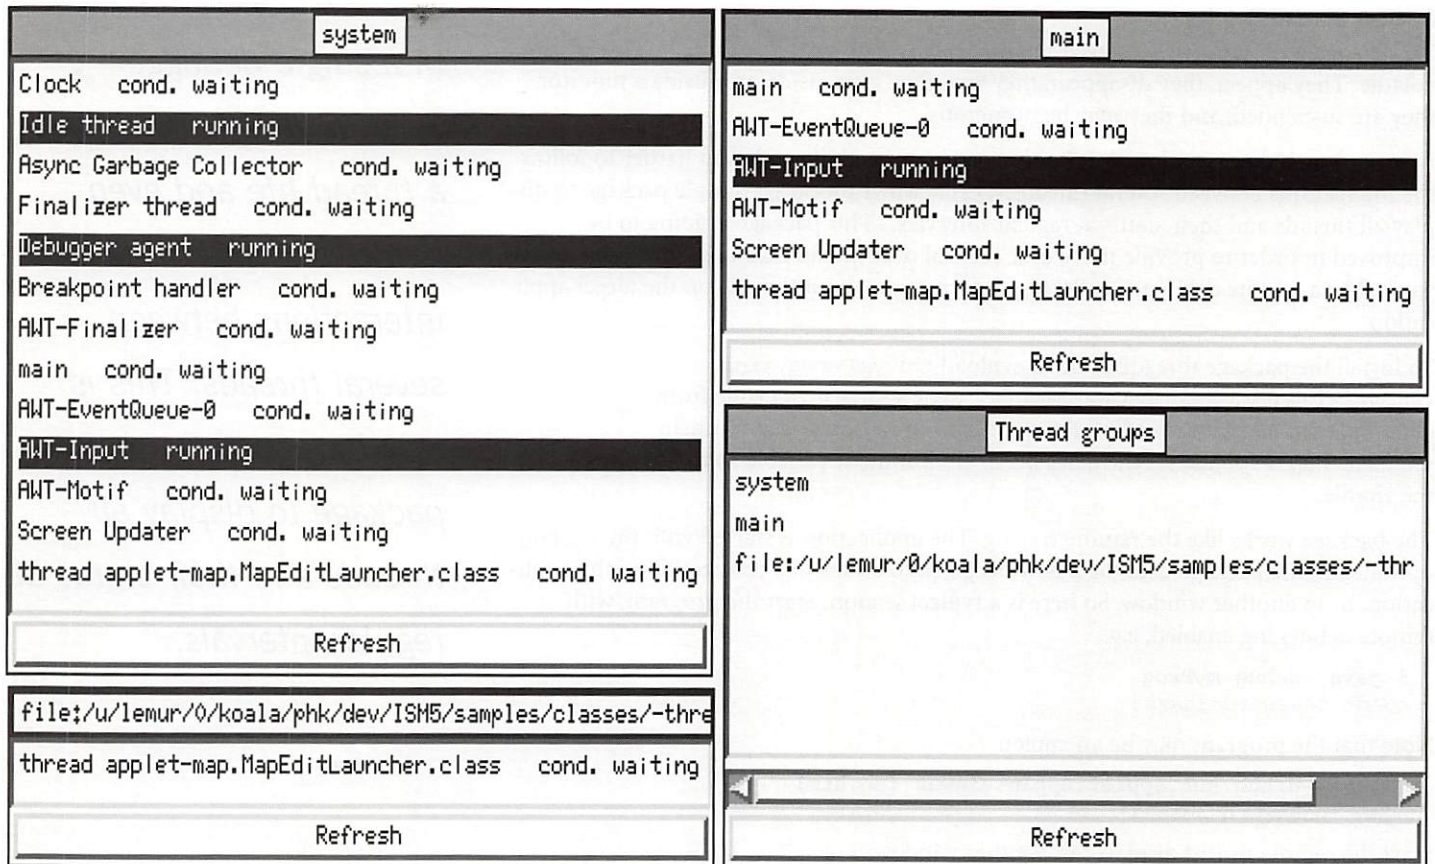 system
Clock cond. waiting
Idle thread running
Async Garbage Collector cond. waiting
Finalizer thread cond. waiting
Debugger agent running
Breakpoint handler cond. waiting
AWT-Finalizer cond. waiting
main cond. waiting
AWT-EventQueue-0 cond. waiting
AWT-Input running
AWT-Motif cond. waiting
Screen Updater cond. waiting
thread applet-map.MapEditLauncher.class cond. waiting
Refresh
file:/u/lemur/0/koala/phk/dev/ISM5/samples/classes/-thre
thread applet-map.MapEditLauncher.class cond. waiting
Refresh
main
main cond. waiting
AWT-EventQueue-0 cond. waiting
AWT-Input running
AWT-Motif cond. waiting
Screen Updater cond. waiting
thread applet-map.MapEditLauncher.class cond. waiting
Refresh
Thread groups
system
main
file:/u/lemur/0/koala/phk/dev/ISM5/samples/classes/-thr
Refresh